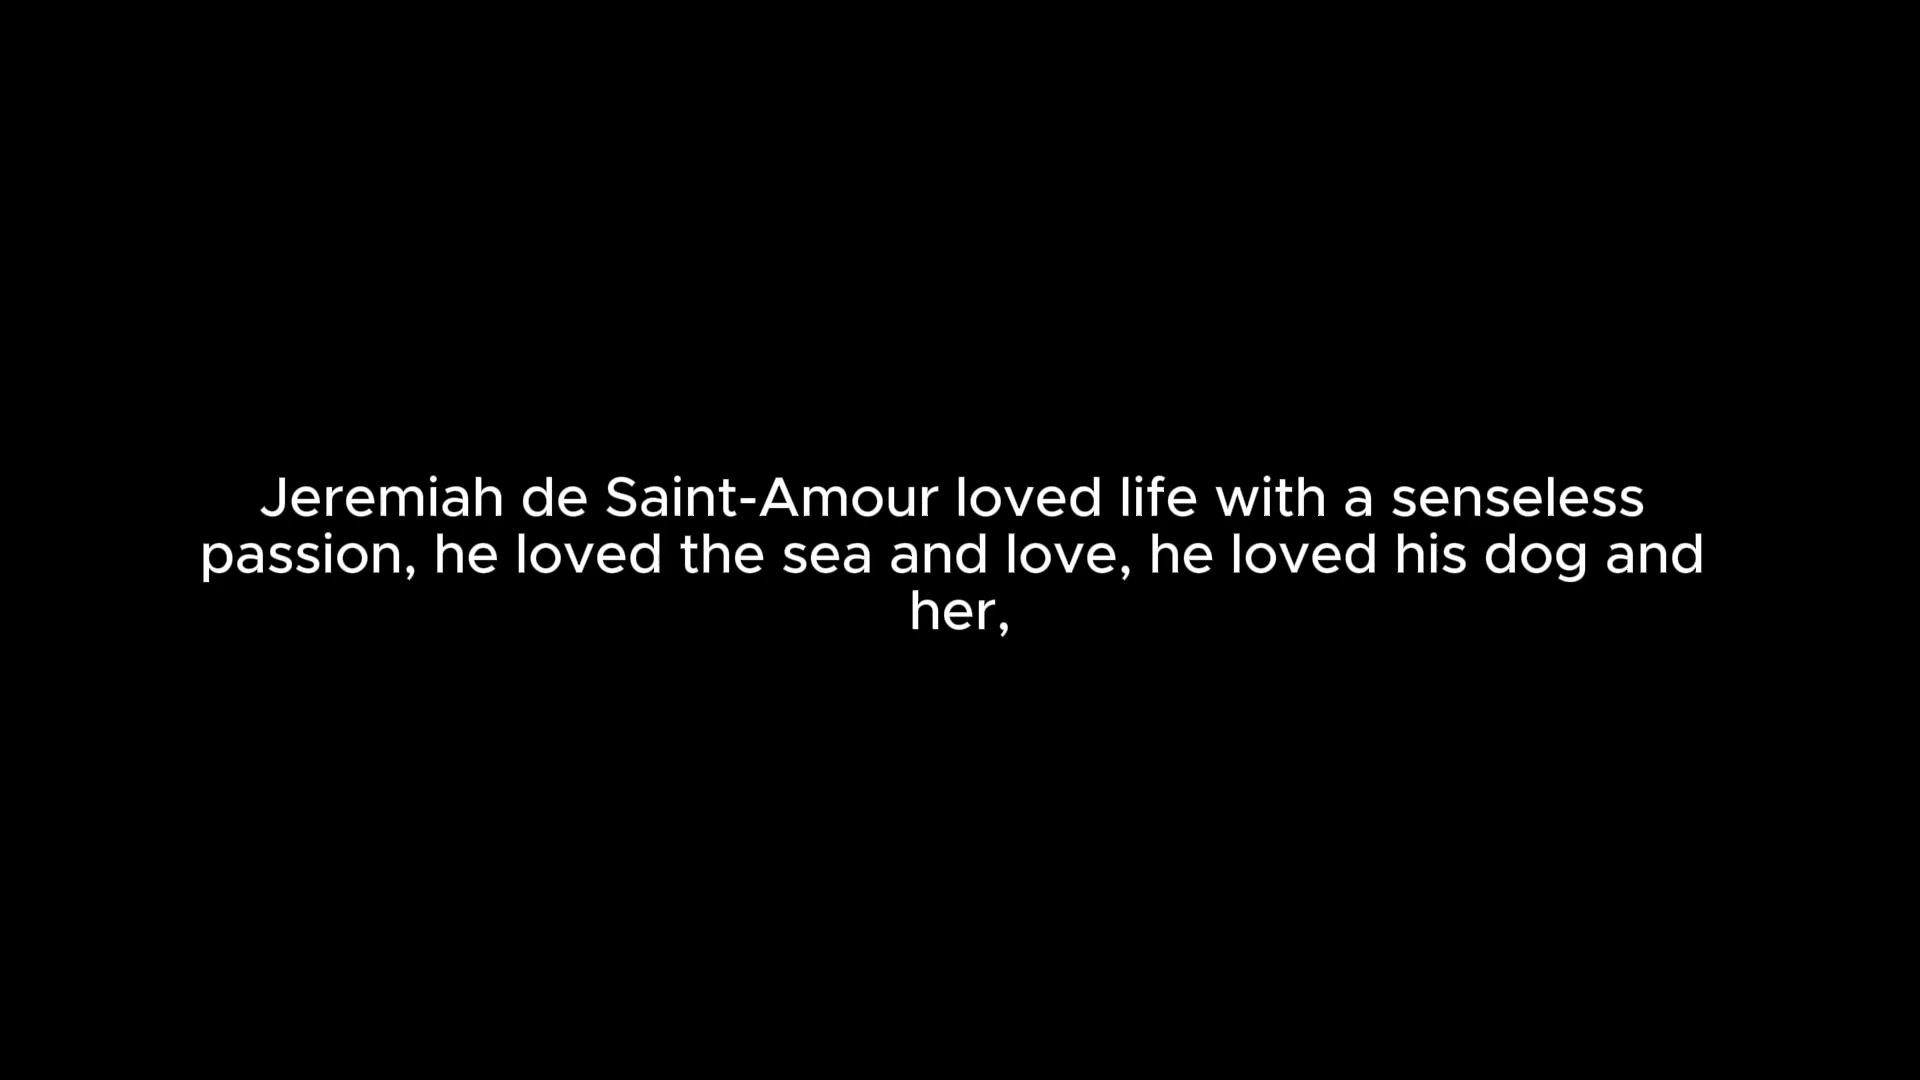 Jeremiah de Saint-Amour loved life with a senseless
passion, he loved the sea and love, he loved his dog and
her,